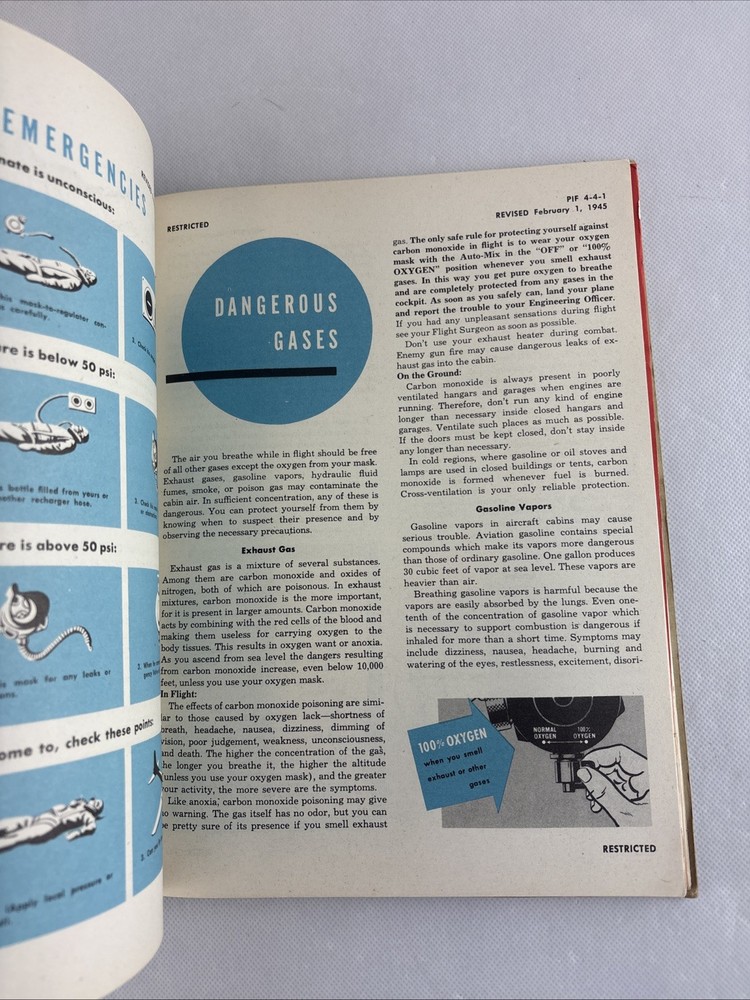 EMERGENCIES
mate is unconscious:
his mask-to-regulator con-
carefully.
3. Check
re is below 50 psi:
bottle filled from yours or
other recharger hose.
3. Check
re is above 50 psi:
mask for any leaks or
ome to, check these points:
Apply local pressure or
RESTRICTED
PIF 4-4-1
REVISED February 1, 1945
DANGEROUS
GASES
The air you breathe while in flight should be free
of all other gases except the oxygen from your mask.
Exhaust gases, gasoline vapors, hydraulic fluid
fumes, smoke, or poison gas may contaminate the
cabin air. In sufficient concentration, any of these is
dangerous. You can protect yourself from them by
knowing when to suspect their presence and by
observing the necessary precautions.
Exhaust Gas
Exhaust gas is a mixture of several substances.
Among them are carbon monoxide and oxides of
nitrogen, both of which are poisonous. In exhaust
mixtures, carbon monoxide is the more important,
for it is present in larger amounts. Carbon monoxide
acts by combining with the red cells of the blood and
making them useless for carrying oxygen to the
body tissues. This results in oxygen want or anoxia.
As you ascend from sea level the dangers resulting
from carbon monoxide increase, even below 10,000
feet, unless you use your oxygen mask.
In Flight:
The effects of carbon monoxide poisoning are simi-
lar to those caused by oxygen lack—shortness of
breath, headache, nausea, dizziness, dimming of
vision, poor judgement, weakness, unconsciousness,
and death. The higher the concentration of the gas,
he longer you breathe it, the higher the altitude
unless you use your oxygen mask), and the greater
your activity, the more severe are the symptoms.
Like anoxia, carbon monoxide poisoning may give
no warning. The gas itself has no odor, but you can
be pretty sure of its presence if you smell exhaust
gas. The only safe rule for protecting yourself against
carbon monoxide in flight is to wear your oxygen
mask with the Auto-Mix in the "OFF" or "100%
OXYGEN" position whenever you smell exhaust
gases. In this way you get pure oxygen to breathe
and are completely protected from any gases in the
cockpit. As soon as you safely can, land your plane
and report the trouble to your Engineering Officer.
If you had any unpleasant sensations during flight
see your Flight Surgeon as soon as possible.
Don't use your exhaust heater during combat.
Enemy gun fire may cause dangerous leaks of ex-
haust gas into the cabin.
On the Ground:
Carbon monoxide is always present in poorly
ventilated hangars and garages when engines are
running. Therefore, don't run any kind of engine
longer than necessary inside closed hangars and
garages. Ventilate such places as much as possible.
If the doors must be kept closed, don't stay inside
any longer than necessary.
In cold regions, where gasoline or oil stoves and
lamps are used in closed buildings or tents, carbon
monoxide is formed whenever fuel is burned.
Cross-ventilation is your only reliable protection.
Gasoline Vapors
Gasoline vapors in aircraft cabins may cause
serious trouble. Aviation gasoline contains special
compounds which make its vapors more dangerous
than those of ordinary gasoline. One gallon produces
30 cubic feet of vapor at sea level. These vapors are
heavier than air.
Breathing gasoline vapors is harmful because the
vapors are easily absorbed by the lungs. Even one-
tenth of the concentration of gasoline vapor which
is necessary to support combustion is dangerous if
inhaled for more than a short time. Symptoms may
include dizziness, nausea, headache, burning and
watering of the eyes, restlessness, excitement, disori-
100% OXYGEN
when you smell
exhaust or other
gases
NORMAL OXYGEN
100% OXYGEN
RESTRICTED